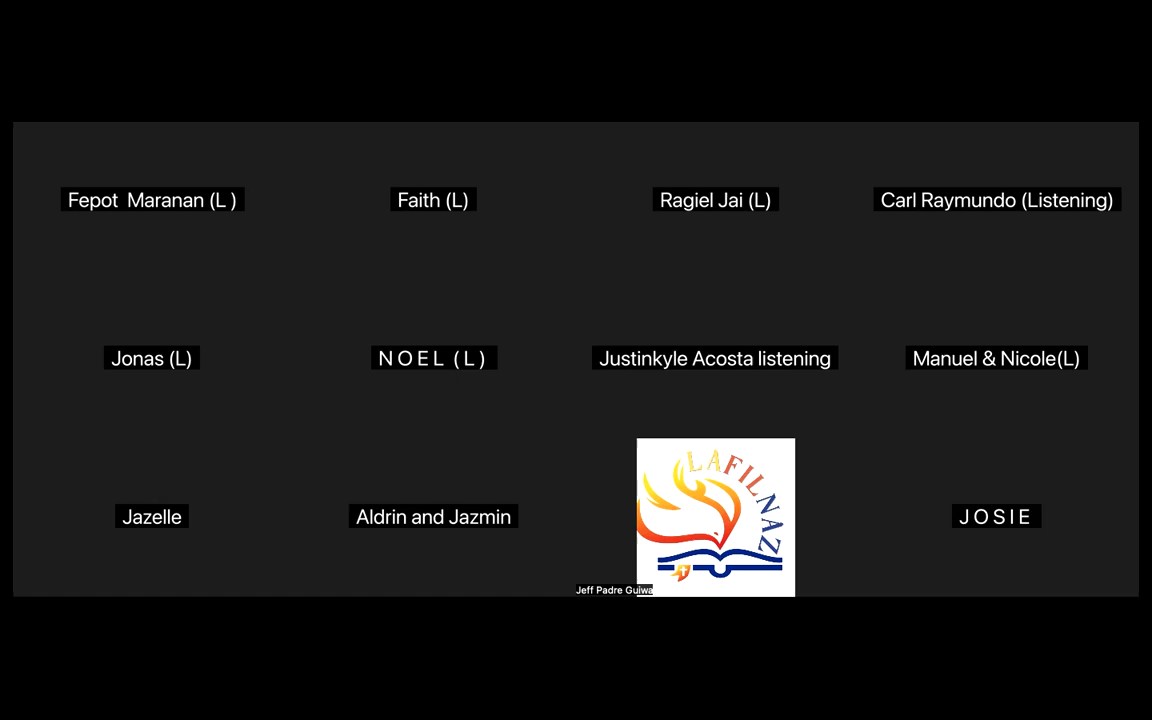 Fepot  Maranan (L )
Faith (L)
Ragiel Jai (L)
Carl Raymundo (Listening)
Jonas (L)
N O E L  ( L )
Justinkyle Acosta listening
Manuel & Nicole(L)
Jazelle
Aldrin and Jazmin
LAFILNAZ
Jeff Padre Guiwa
J O S I E